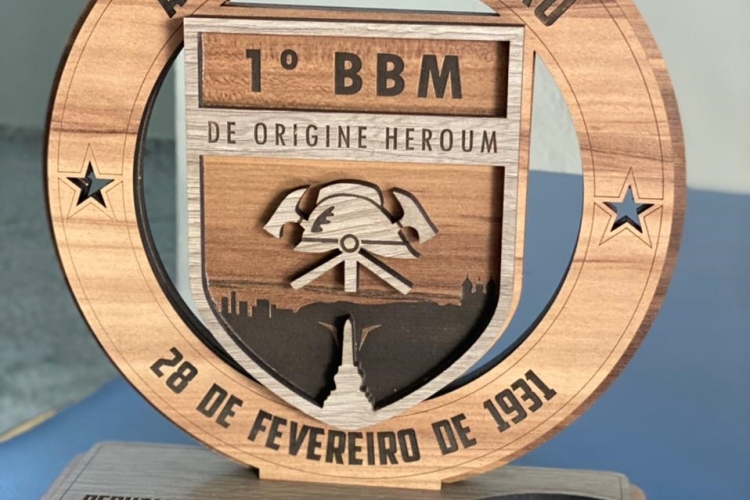 1º BBM
DE ORIGINE HEROUM
28 DE FEVEREIRO DE 1931